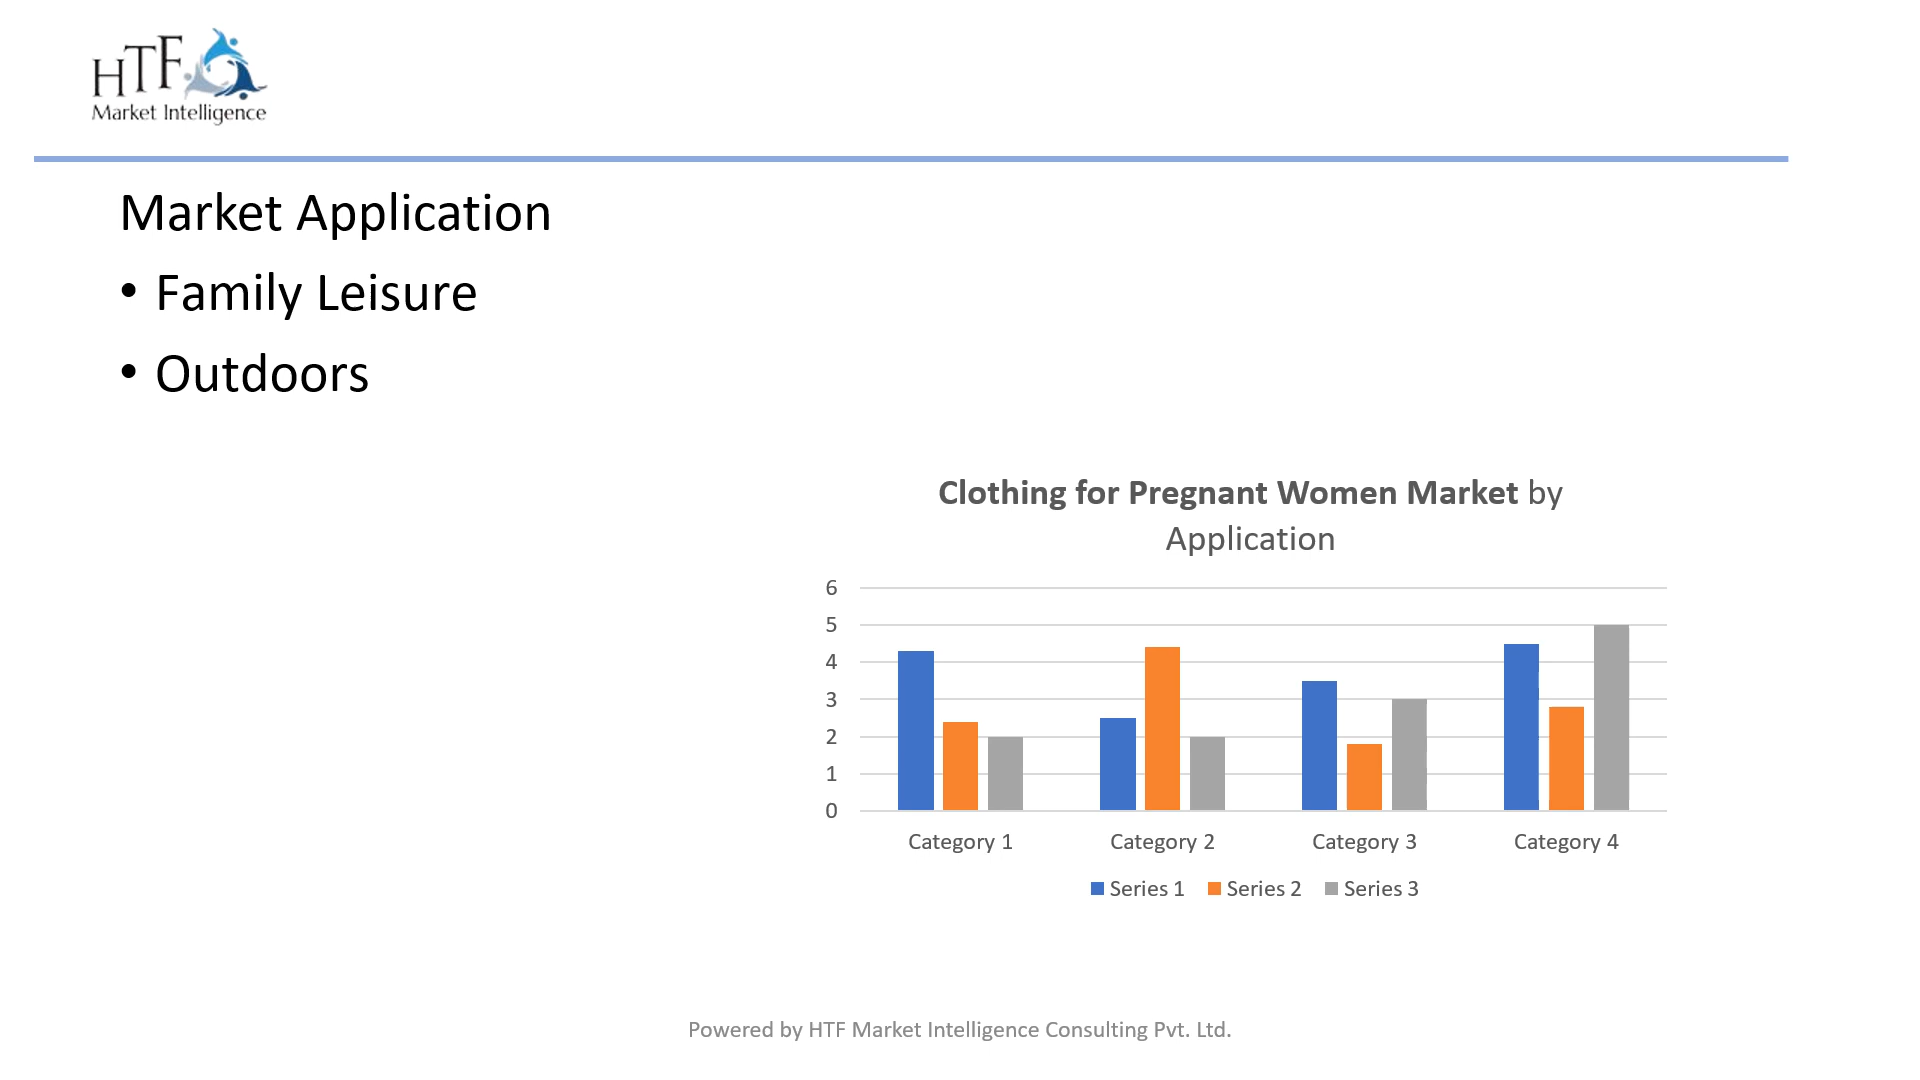 HTF
Market Intelligence
Market Application
• Family Leisure
• Outdoors
Clothing for Pregnant Women Market by
Application
6
5
4
3
2
1
0
Category 1 Category 2 Category 3 Category 4
Series 1 Series 2 Series 3
Powered by HTF Market Intelligence Consulting Pvt. Ltd.